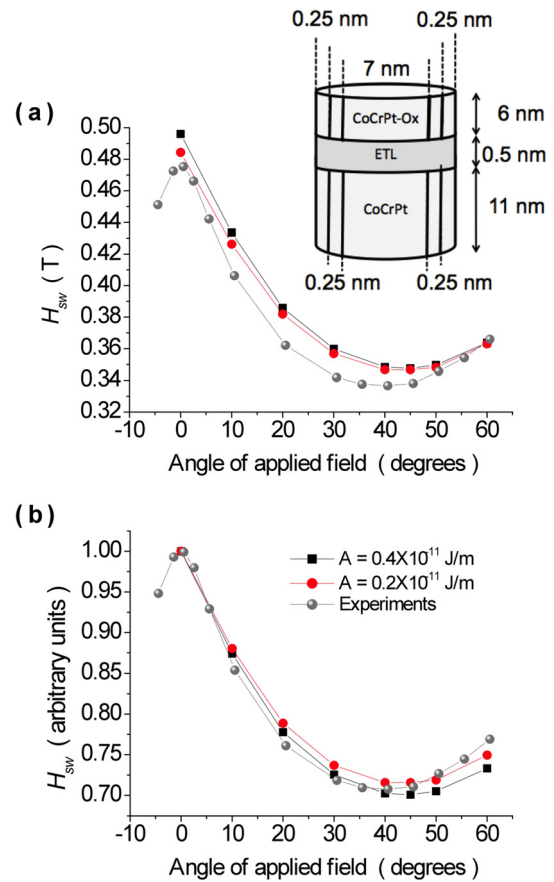 0.25 nm 0.25 nm
7 nm
(a)
CoCrPt-Ox
6 nm
ETL
0.5 nm
CoCrPt
11 nm
0.25 nm 0.25 nm
0.50
0.48
0.46
0.44
0.42
0.40
0.38
0.36
0.34
0.32
Hsw ( T )
-10 0 10 20 30 40 50 60
Angle of applied field ( degrees )
(b)
1.00
0.95
0.90
0.85
0.80
0.75
0.70
Hsw ( arbitrary units )
A = 0.4X10¹¹ J/m
A = 0.2X10¹¹ J/m
Experiments
-10 0 10 20 30 40 50 60
Angle of applied field ( degrees )